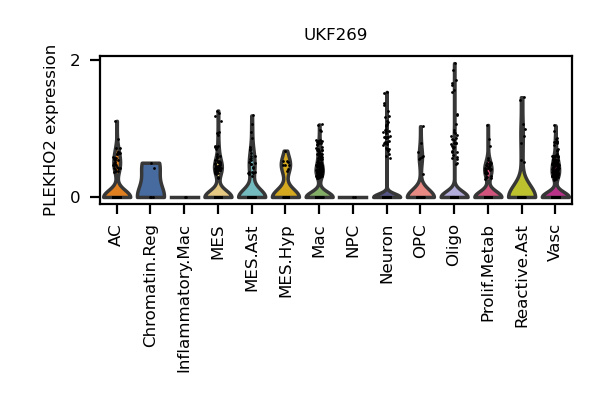 UKF269
PLEKHO2 expression
2
0
AC
Chromatin.Reg
Inflammatory.Mac
MES
MES.Ast
MES.Hyp
Mac
NPC
Neuron
OPC
Oligo
Prolif.Metab
Reactive.Ast
Vasc